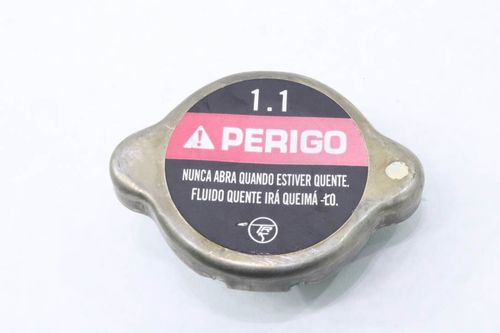 1.1
PERIGO
NUNCA ABRA QUANDO ESTIVER QUENTE.
FLUIDO QUENTE IRÁ QUEIMÁ-LO.